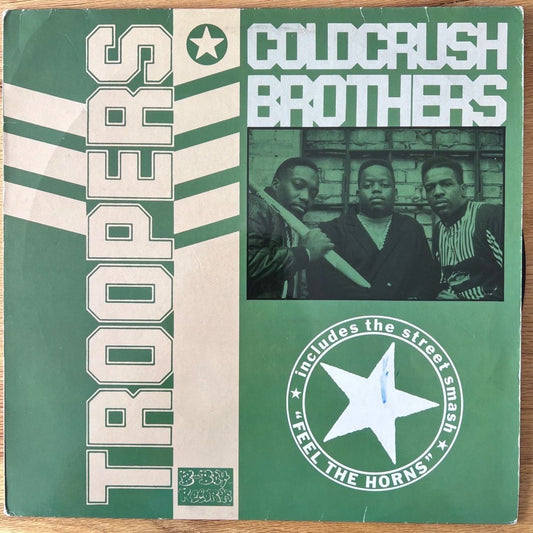 TROOPERS
COLDCRUSH
BROTHERS
includes the street smash
"FEEL THE HORNS"
B-Boy
Records